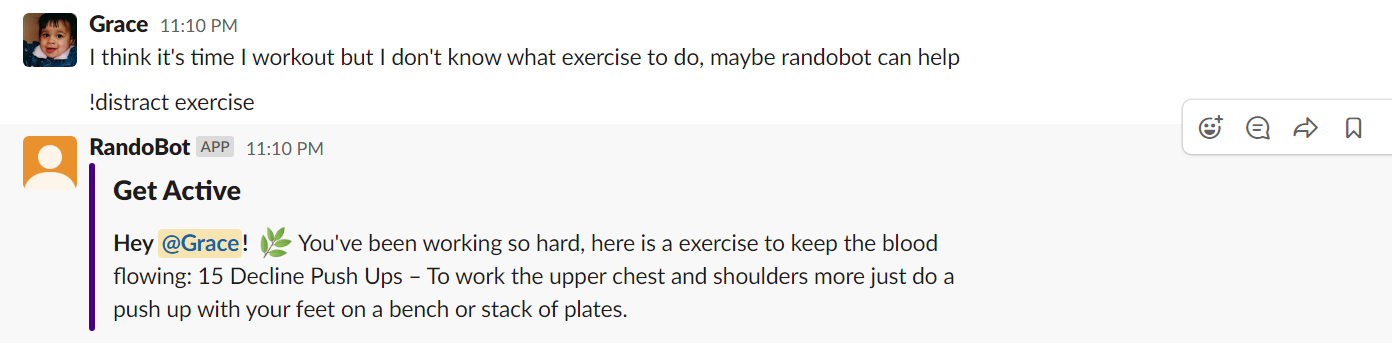 Grace 11:10 PM
I think it's time I workout but I don't know what exercise to do, maybe randobot can help
!distract exercise
RandoBot APP 11:10 PM
Get Active
Hey @Grace! 🌿 You've been working so hard, here is a exercise to keep the blood
flowing: 15 Decline Push Ups – To work the upper chest and shoulders more just do a
push up with your feet on a bench or stack of plates.